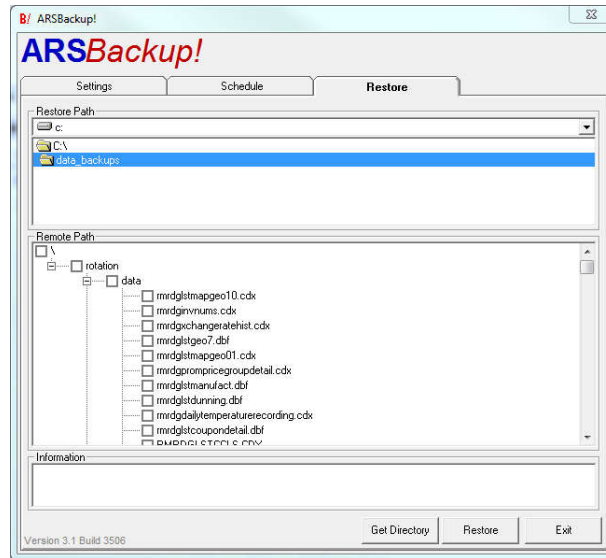 B! ARSBackup!
ARSBackup!
Settings Schedule Restore
Restore Path
c:
C:\
data_backups
Remote Path
\
rotation
data
rmrdglstmapgeo10.cdx
rmrdginvnums.cdx
rmrdgxchangeratehist.cdx
rmrdglstgeo7.dbf
rmrdglstmapgeo01.cdx
rmrdgprompricegroupdetail.cdx
rmrdglstmanufact.dbf
rmrdglstdunning.dbf
rmrdgdailytemperaturerecording.cdx
rmrdglstcoupondetail.dbf
RMRDGLSTCCLS.CDX
Information
Get Directory Restore Exit
Version 3.1 Build 3506